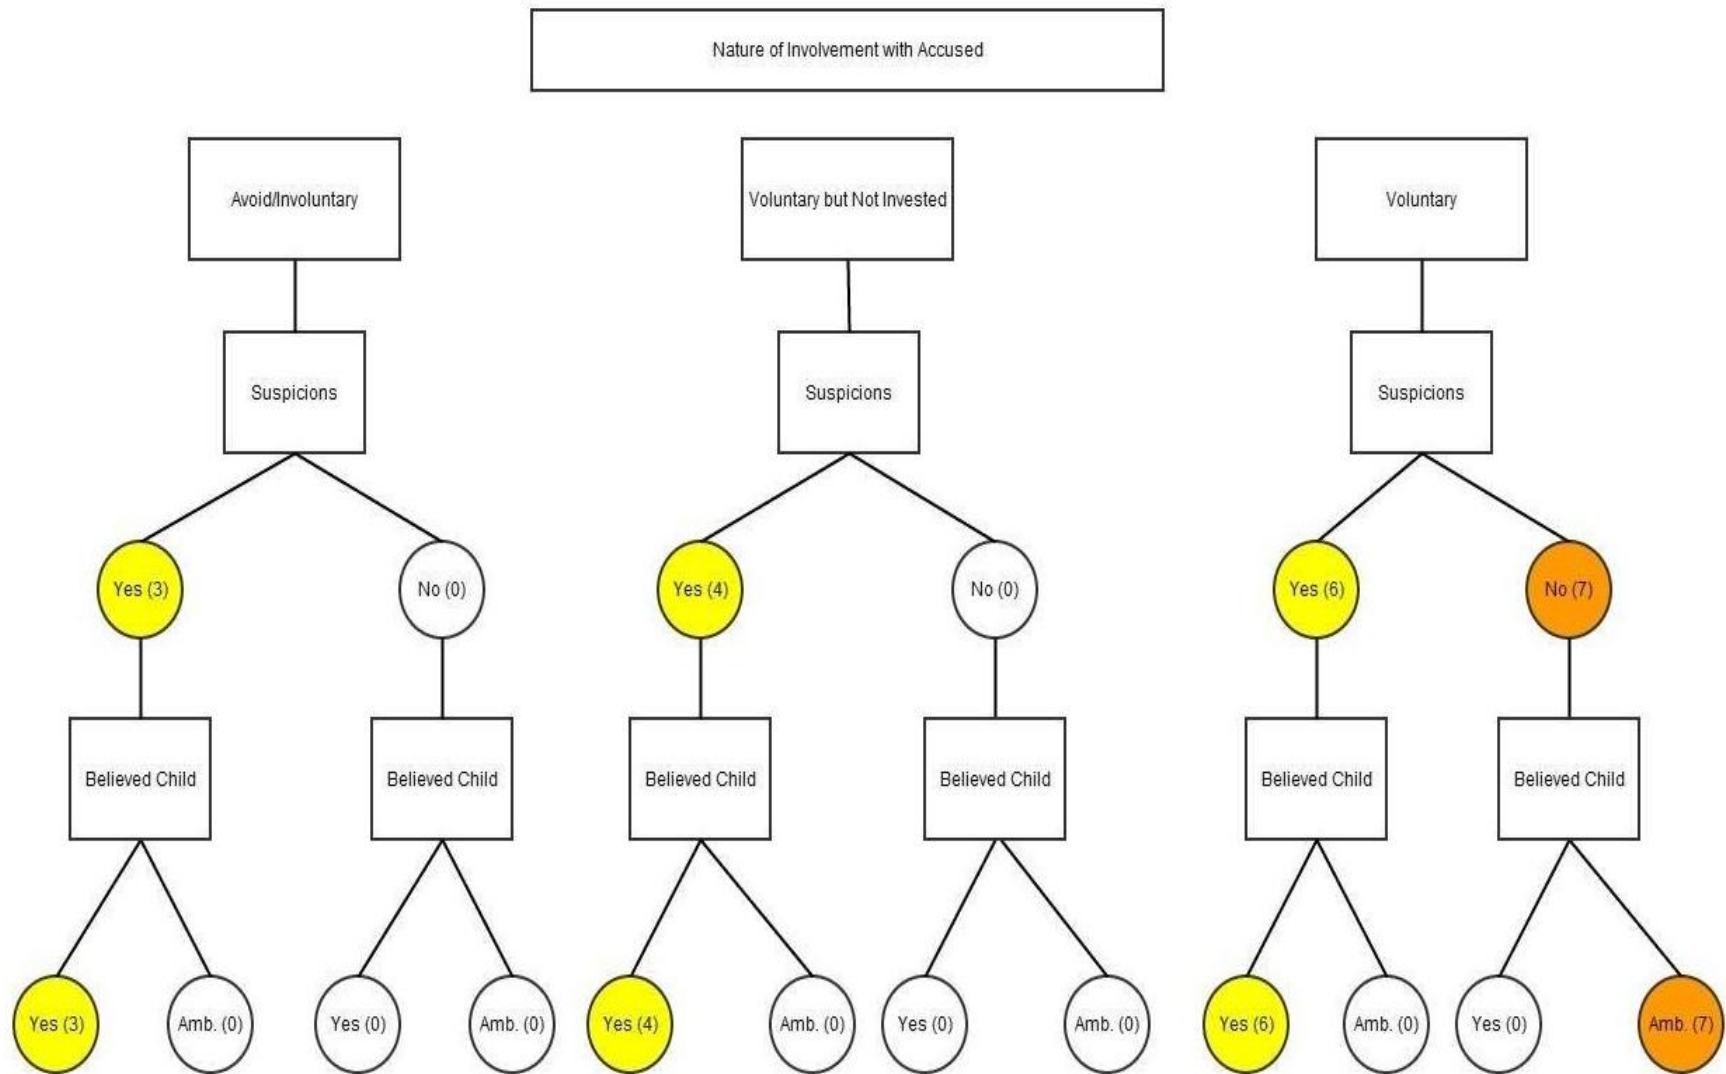 Nature of Involvement with Accused
Avoid/Involuntary
Voluntary but Not Invested
Voluntary
Suspicions
Suspicions
Suspicions
Yes (3)
No (0)
Yes (4)
No (0)
Yes (6)
No (7)
Believed Child
Believed Child
Believed Child
Believed Child
Believed Child
Believed Child
Yes (3)
Amb. (0)
Yes (0)
Amb. (0)
Yes (4)
Amb. (0)
Yes (0)
Amb. (0)
Yes (6)
Amb. (0)
Yes (0)
Amb. (7)